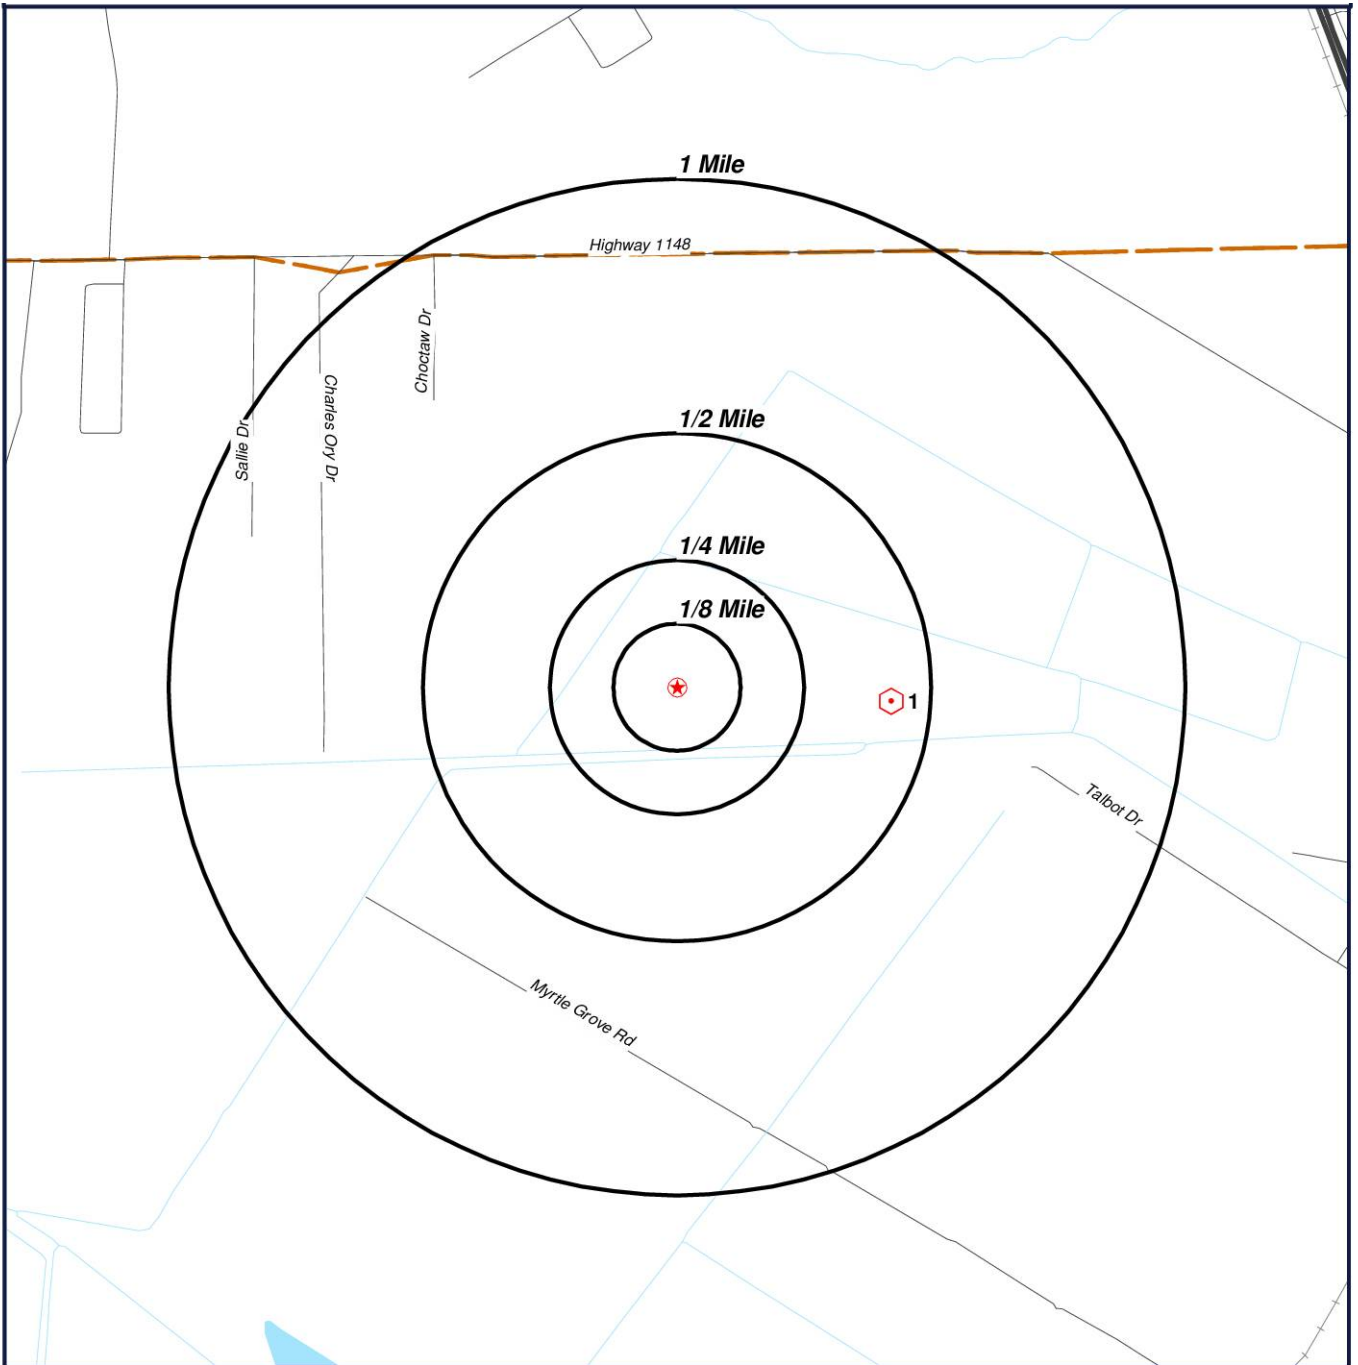 1 Mile
Highway 1148
Choctaw Dr
Charles Ory Dr
Sallie Dr
1/2 Mile
1/4 Mile
1/8 Mile
1
Talbot Dr
Myrtle Grove Rd